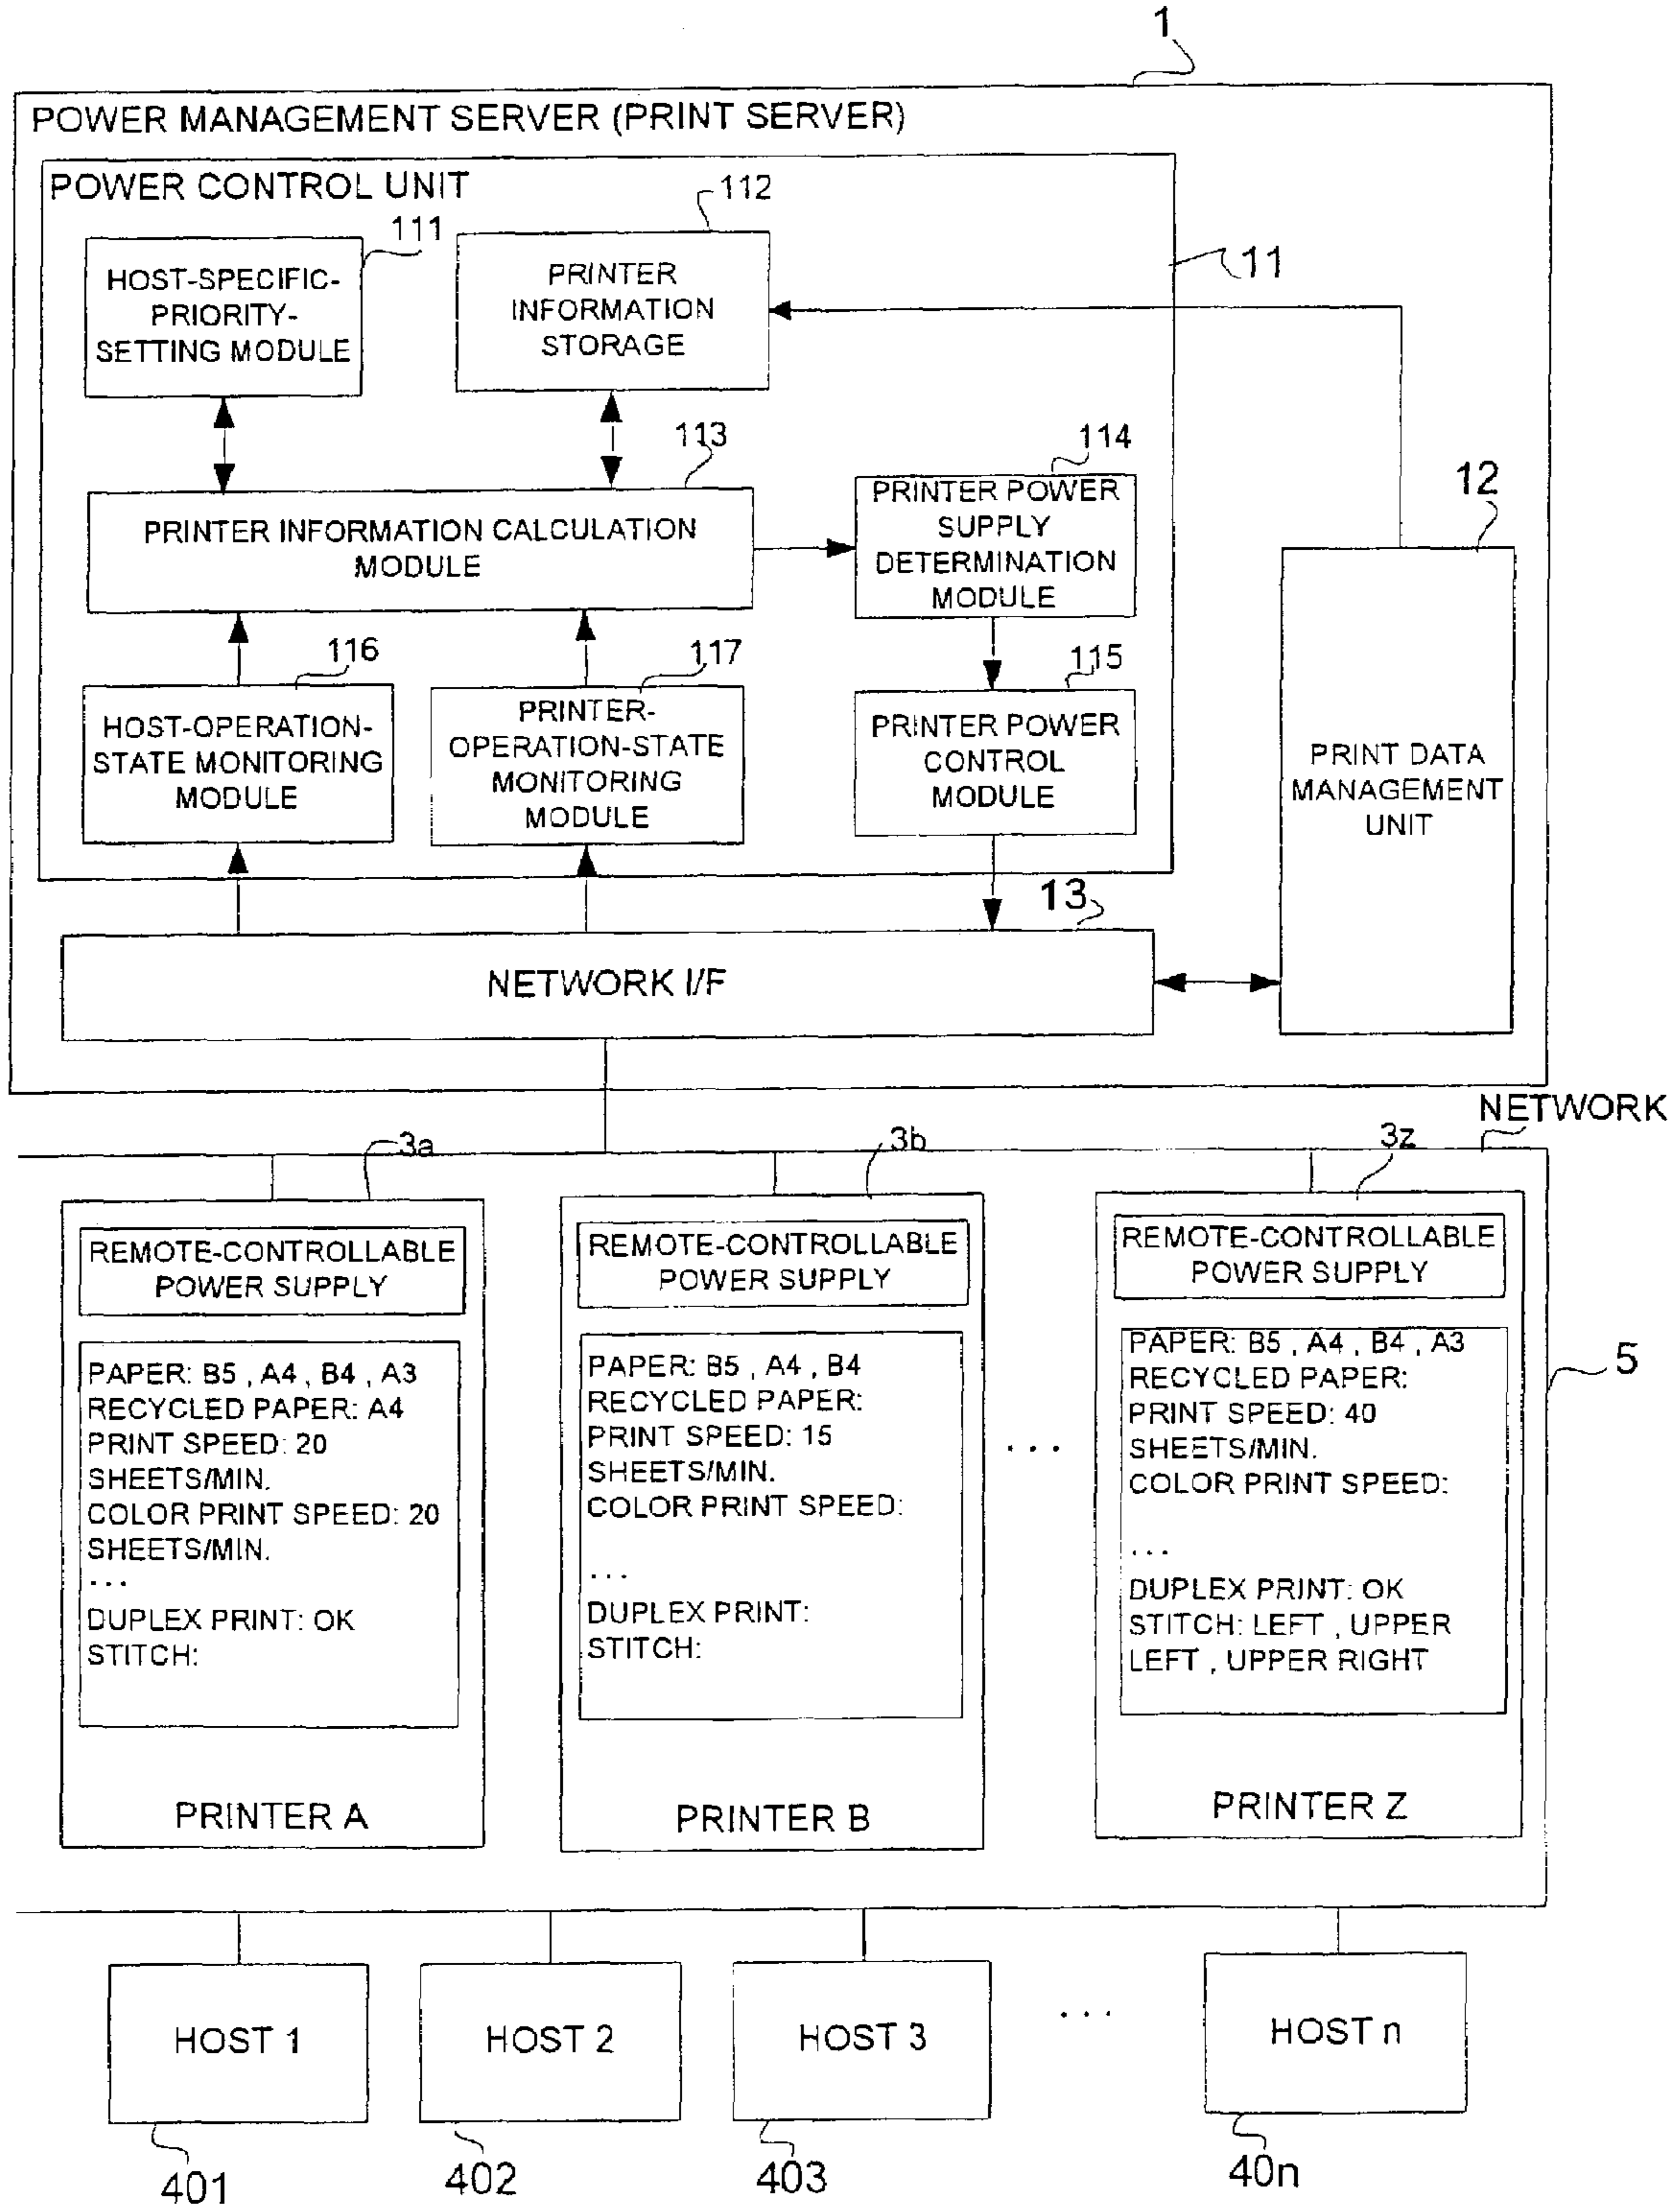 1
POWER MANAGEMENT SERVER (PRINT SERVER)
POWER CONTROL UNIT
112
111
11
HOST-SPECIFIC-
PRIORITY-
SETTING MODULE
PRINTER
INFORMATION
STORAGE
113
114
12
PRINTER INFORMATION CALCULATION
MODULE
PRINTER POWER
SUPPLY
DETERMINATION
MODULE
116
117
115
HOST-OPERATION-
STATE MONITORING
MODULE
PRINTER-
OPERATION-STATE
MONITORING
MODULE
PRINTER POWER
CONTROL
MODULE
PRINT DATA
MANAGEMENT
UNIT
13
NETWORK I/F
NETWORK
3a
3b
3z
REMOTE-CONTROLLABLE
POWER SUPPLY
PAPER: B5 , A4 , B4 , A3
RECYCLED PAPER: A4
PRINT SPEED: 20
SHEETS/MIN.
COLOR PRINT SPEED: 20
SHEETS/MIN.
...
DUPLEX PRINT: OK
STITCH:
PRINTER A
REMOTE-CONTROLLABLE
POWER SUPPLY
PAPER: B5 , A4 , B4
RECYCLED PAPER:
PRINT SPEED: 15
SHEETS/MIN.
COLOR PRINT SPEED:
...
DUPLEX PRINT:
STITCH:
PRINTER B
...
REMOTE-CONTROLLABLE
POWER SUPPLY
PAPER: B5 , A4 , B4 , A3
RECYCLED PAPER:
PRINT SPEED: 40
SHEETS/MIN.
COLOR PRINT SPEED:
...
DUPLEX PRINT: OK
STITCH: LEFT , UPPER
LEFT , UPPER RIGHT
PRINTER Z
5
HOST 1
HOST 2
HOST 3
...
HOST n
401
402
403
40n